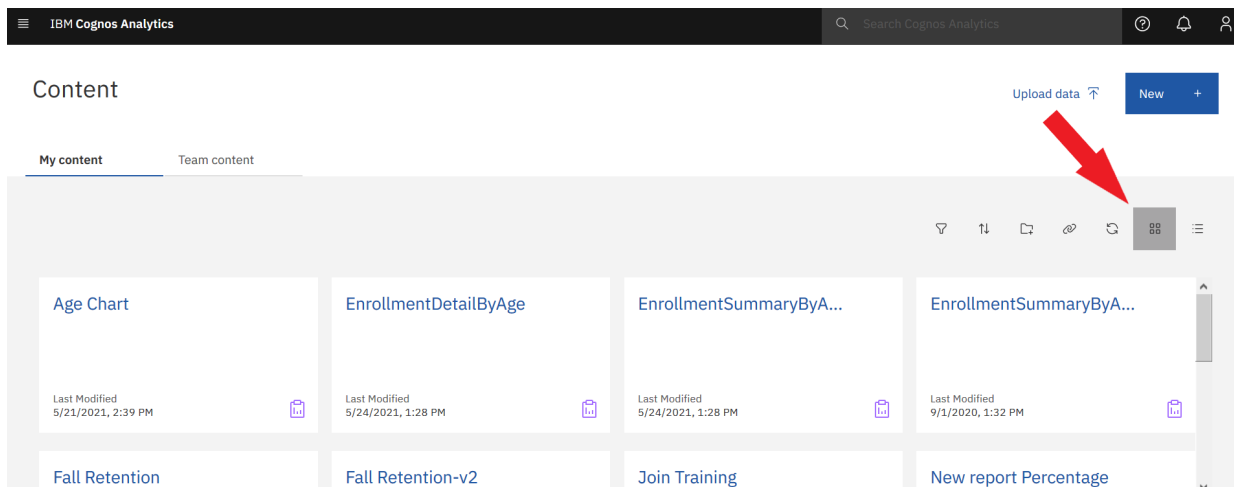 IBM Cognos Analytics
Search Cognos Analytics
Content
Upload data
New +
My content
Team content
Age Chart
EnrollmentDetailByAge
EnrollmentSummaryByA...
EnrollmentSummaryByA...
Last Modified
5/21/2021, 2:39 PM
Last Modified
5/24/2021, 1:28 PM
Last Modified
5/24/2021, 1:28 PM
Last Modified
9/1/2020, 1:32 PM
Fall Retention
Fall Retention-v2
Join Training
New report Percentage